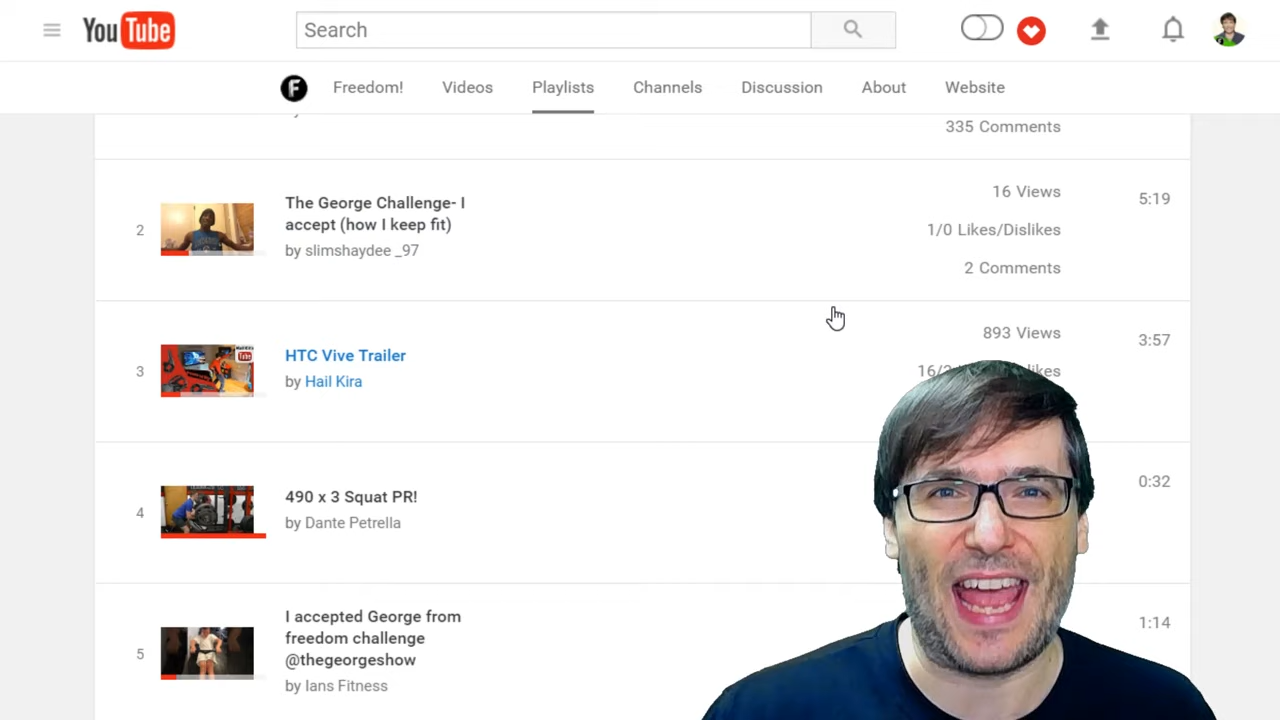 YouTube
Search
F
Freedom!
Videos
Playlists
Channels
Discussion
About
Website
335 Comments
2
The George Challenge- I
accept (how I keep fit)
by slimshaydee _97
16 Views
1/0 Likes/Dislikes
2 Comments
5:19
3
HTC Vive Trailer
by Hail Kira
893 Views
3:57
4
490 x 3 Squat PR!
by Dante Petrella
0:32
5
I accepted George from
freedom challenge
@thegeorgeshow
by Ians Fitness
1:14